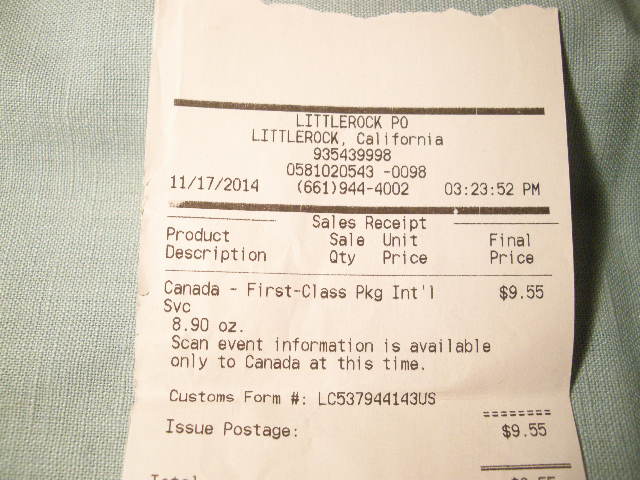 LITTLEROCK PO
LITTLEROCK, California
935439998
0581020543 -0098
11/17/2014 (661)944-4002 03:23:52 PM
Sales Receipt
Product Sale Unit Final
Description Qty Price Price
Canada - First-Class Pkg Int'l $9.55
Svc
8.90 oz.
Scan event information is available
only to Canada at this time.
Customs Form #: LC537944143US
========
Issue Postage: $9.55